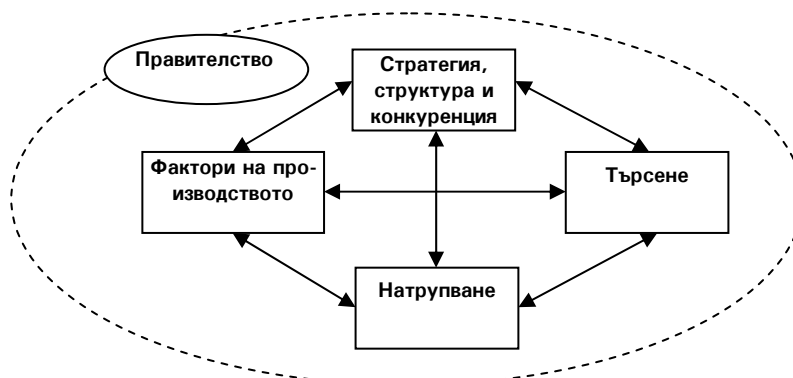 Правителство
Стратегия,
структура и
конкуренция
Фактори на про-
изводството
Търсене
Натрупване